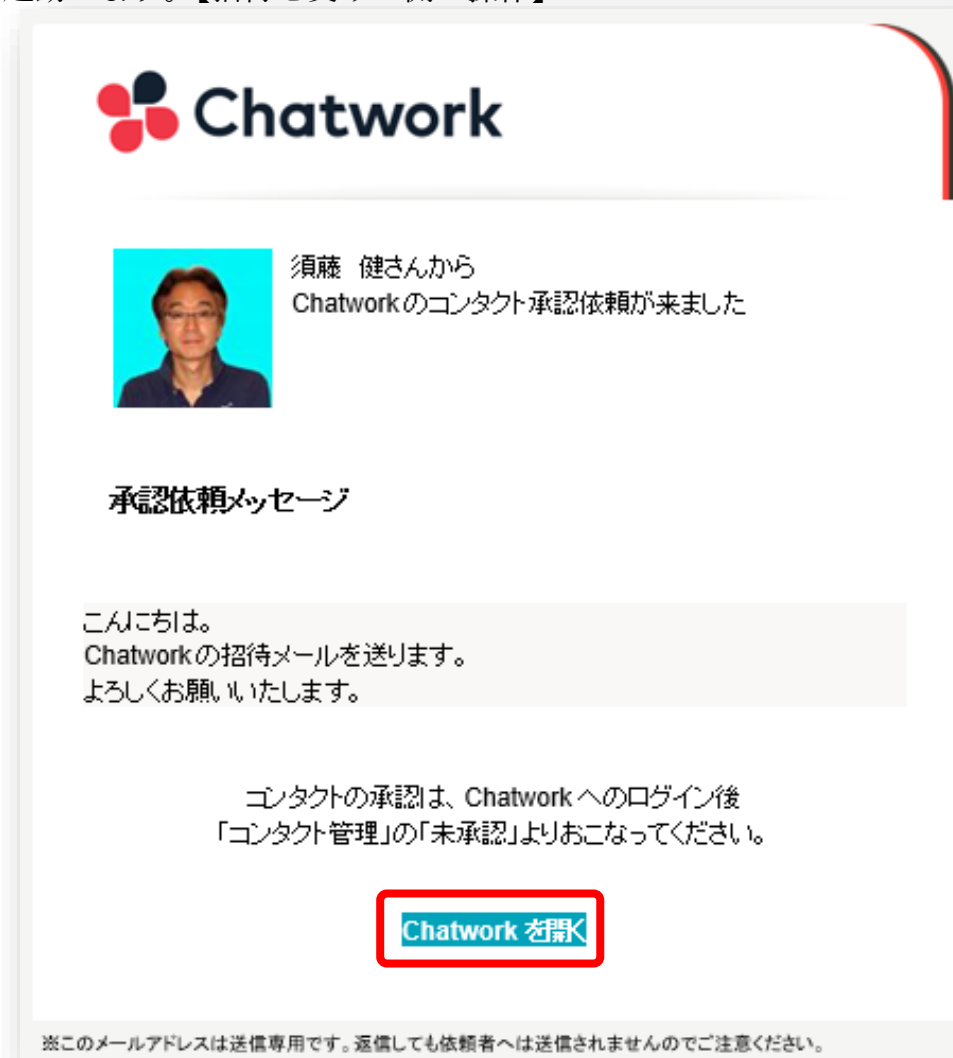 Chatwork
須藤 健さんから
Chatworkのコンタクト承認依頼が来ました
承認依頼メッセージ
こんにちは。
Chatworkの招待メールを送ります。
よろしくお願いいたします。
コンタクトの承認は、Chatworkへのログイン後
「コンタクト管理」の「未承認」よりおこなってください。
Chatwork を開く
※このメールアドレスは送信専用です。返信しても依頼者へは送信されませんのでご注意ください。